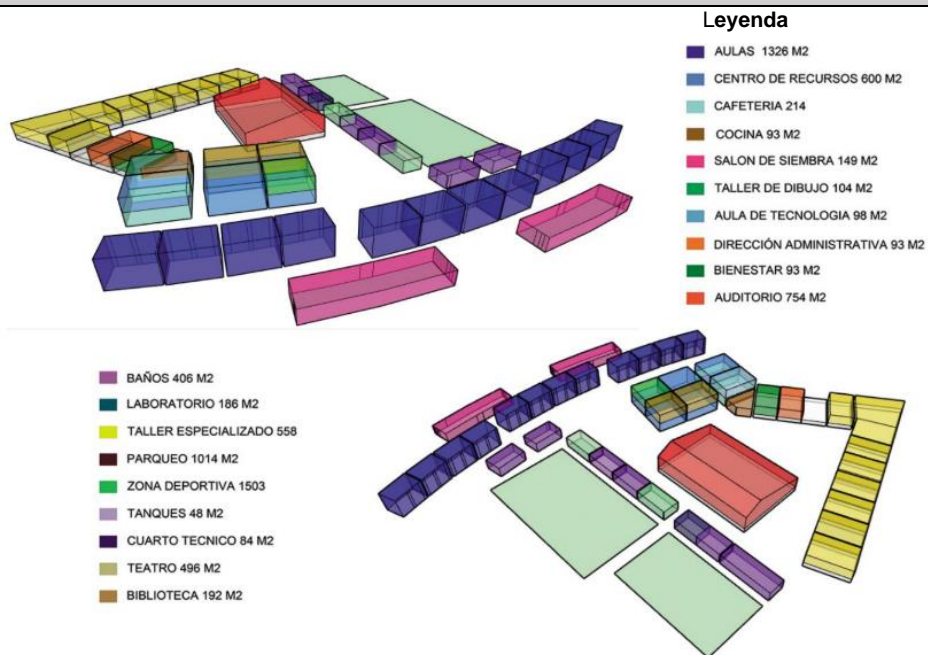 Leyenda
AULAS 1326 M2
CENTRO DE RECURSOS 600 M2
CAFETERIA 214
COCINA 93 M2
SALON DE SIEMBRA 149 M2
TALLER DE DIBUJO 104 M2
AULA DE TECNOLOGIA 98 M2
DIRECCIÓN ADMINISTRATIVA 93 M2
BIENESTAR 93 M2
AUDITORIO 754 M2
BAÑOS 406 M2
LABORATORIO 186 M2
TALLER ESPECIALIZADO 558
PARQUEO 1014 M2
ZONA DEPORTIVA 1503
TANQUES 48 M2
CUARTO TECNICO 84 M2
TEATRO 496 M2
BIBLIOTECA 192 M2